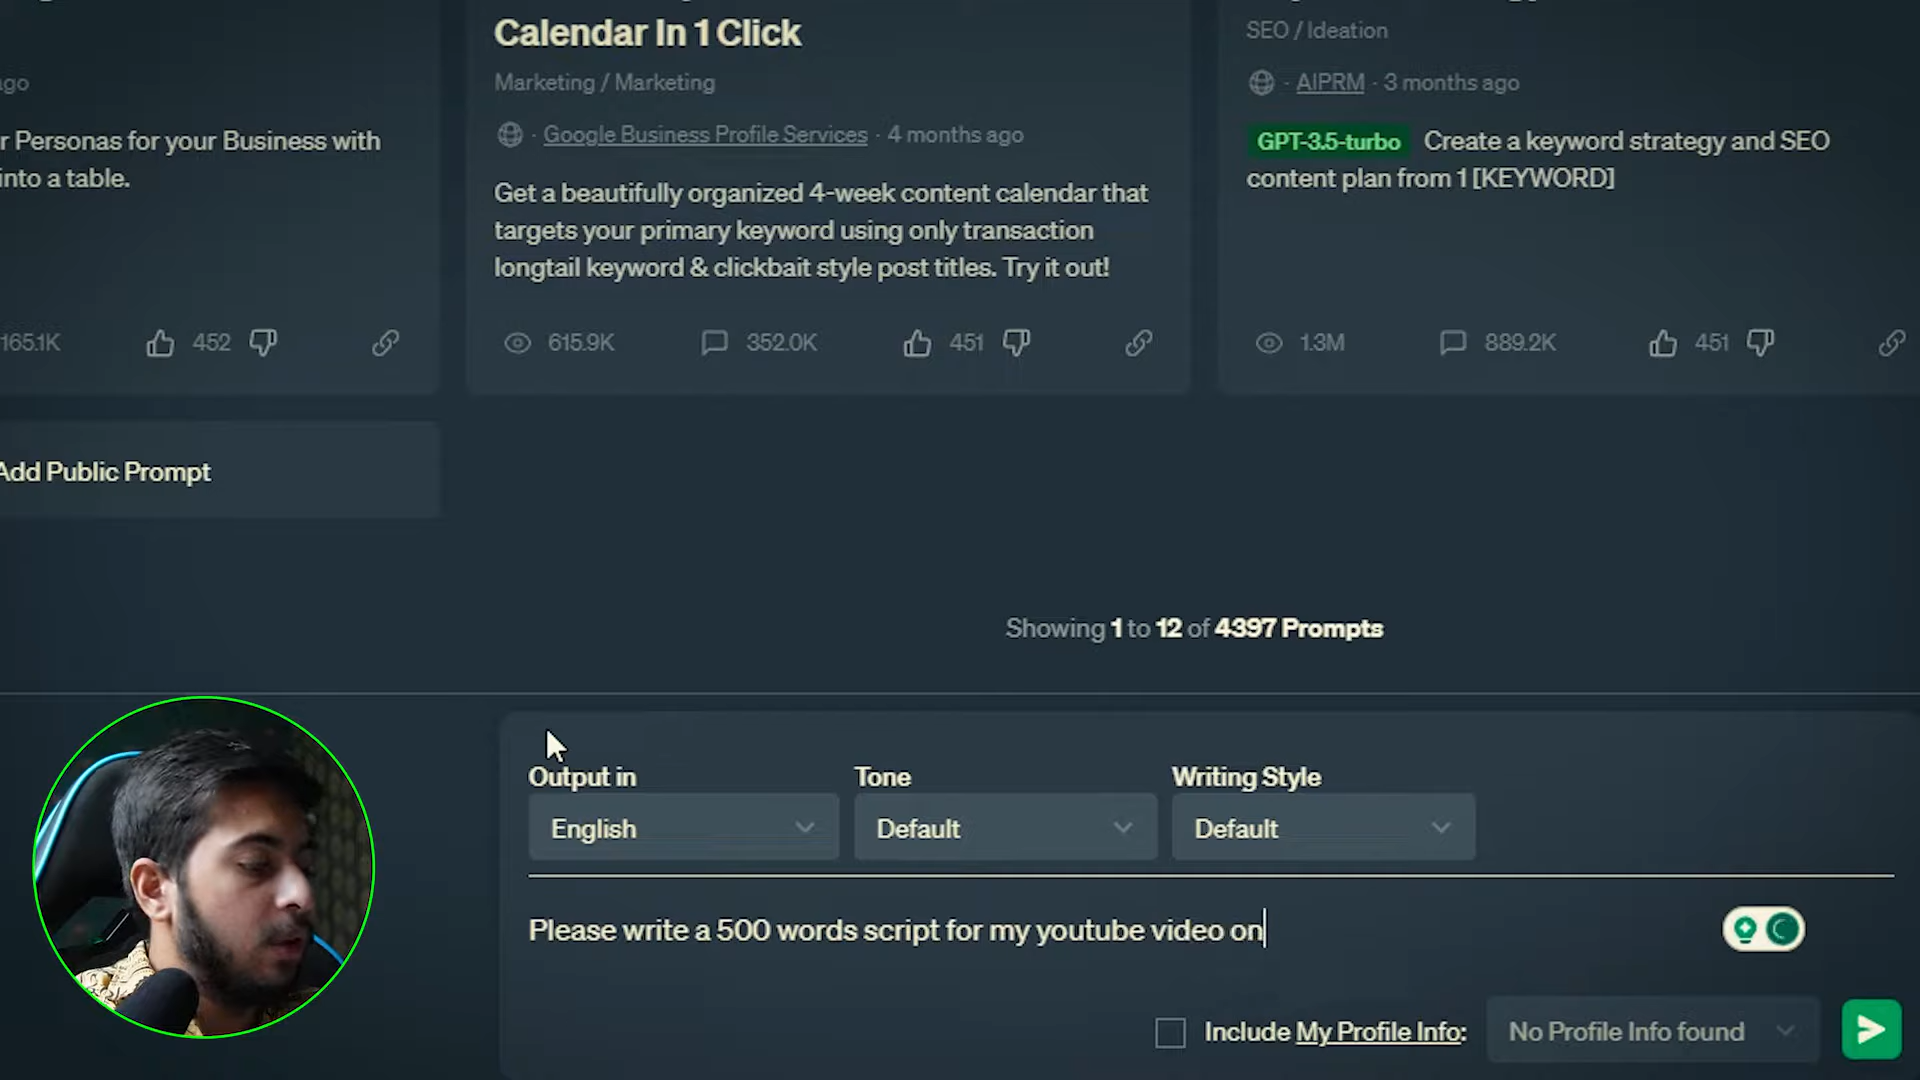 ago
r Personas for your Business with
into a table.
165.1K 452
Add Public Prompt
Calendar In 1 Click
Marketing / Marketing
· Google Business Profile Services · 4 months ago
Get a beautifully organized 4-week content calendar that
targets your primary keyword using only transaction
longtail keyword & clickbait style post titles. Try it out!
615.9K 352.0K 451
SEO / Ideation
· AIPRM · 3 months ago
GPT-3.5-turbo Create a keyword strategy and SEO
content plan from 1 [KEYWORD]
1.3M 889.2K 451
Showing 1 to 12 of 4397 Prompts
Output in Tone Writing Style
English Default Default
Please write a 500 words script for my youtube video on
Include My Profile Info: No Profile Info found